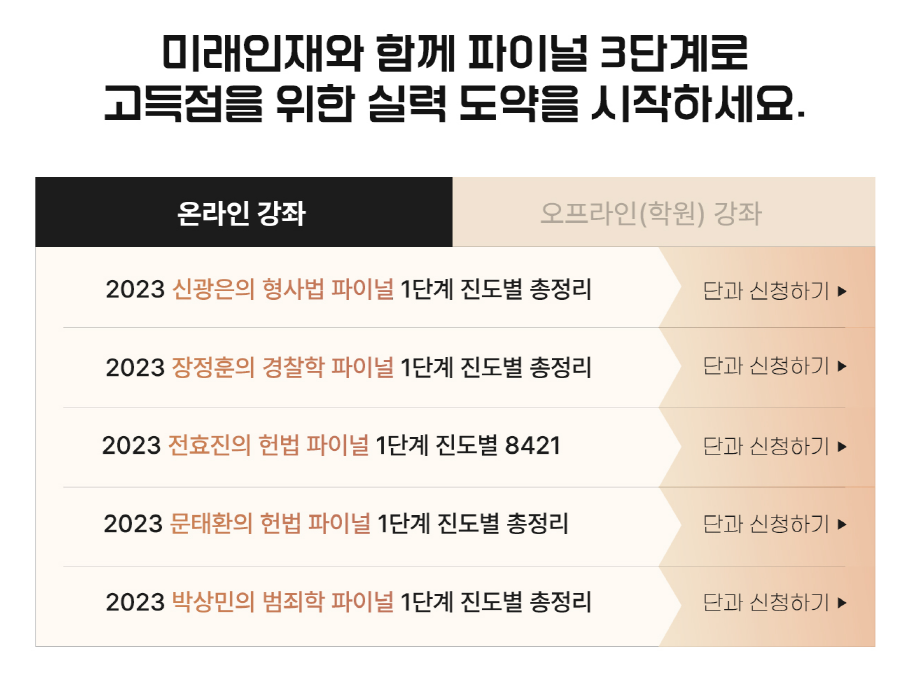 미래인재와 함께 파이널 3단계로
고득점을 위한 실력 도약을 시작하세요.
온라인 강좌
오프라인(학원) 강좌
2023 신광은의 형사법 파이널 1단계 진도별 총정리
단과 신청하기 ▶
2023 장정훈의 경찰학 파이널 1단계 진도별 총정리
단과 신청하기 ▶
2023 전효진의 헌법 파이널 1단계 진도별 8421
단과 신청하기 ▶
2023 문태환의 헌법 파이널 1단계 진도별 총정리
단과 신청하기 ▶
2023 박상민의 범죄학 파이널 1단계 진도별 총정리
단과 신청하기 ▶